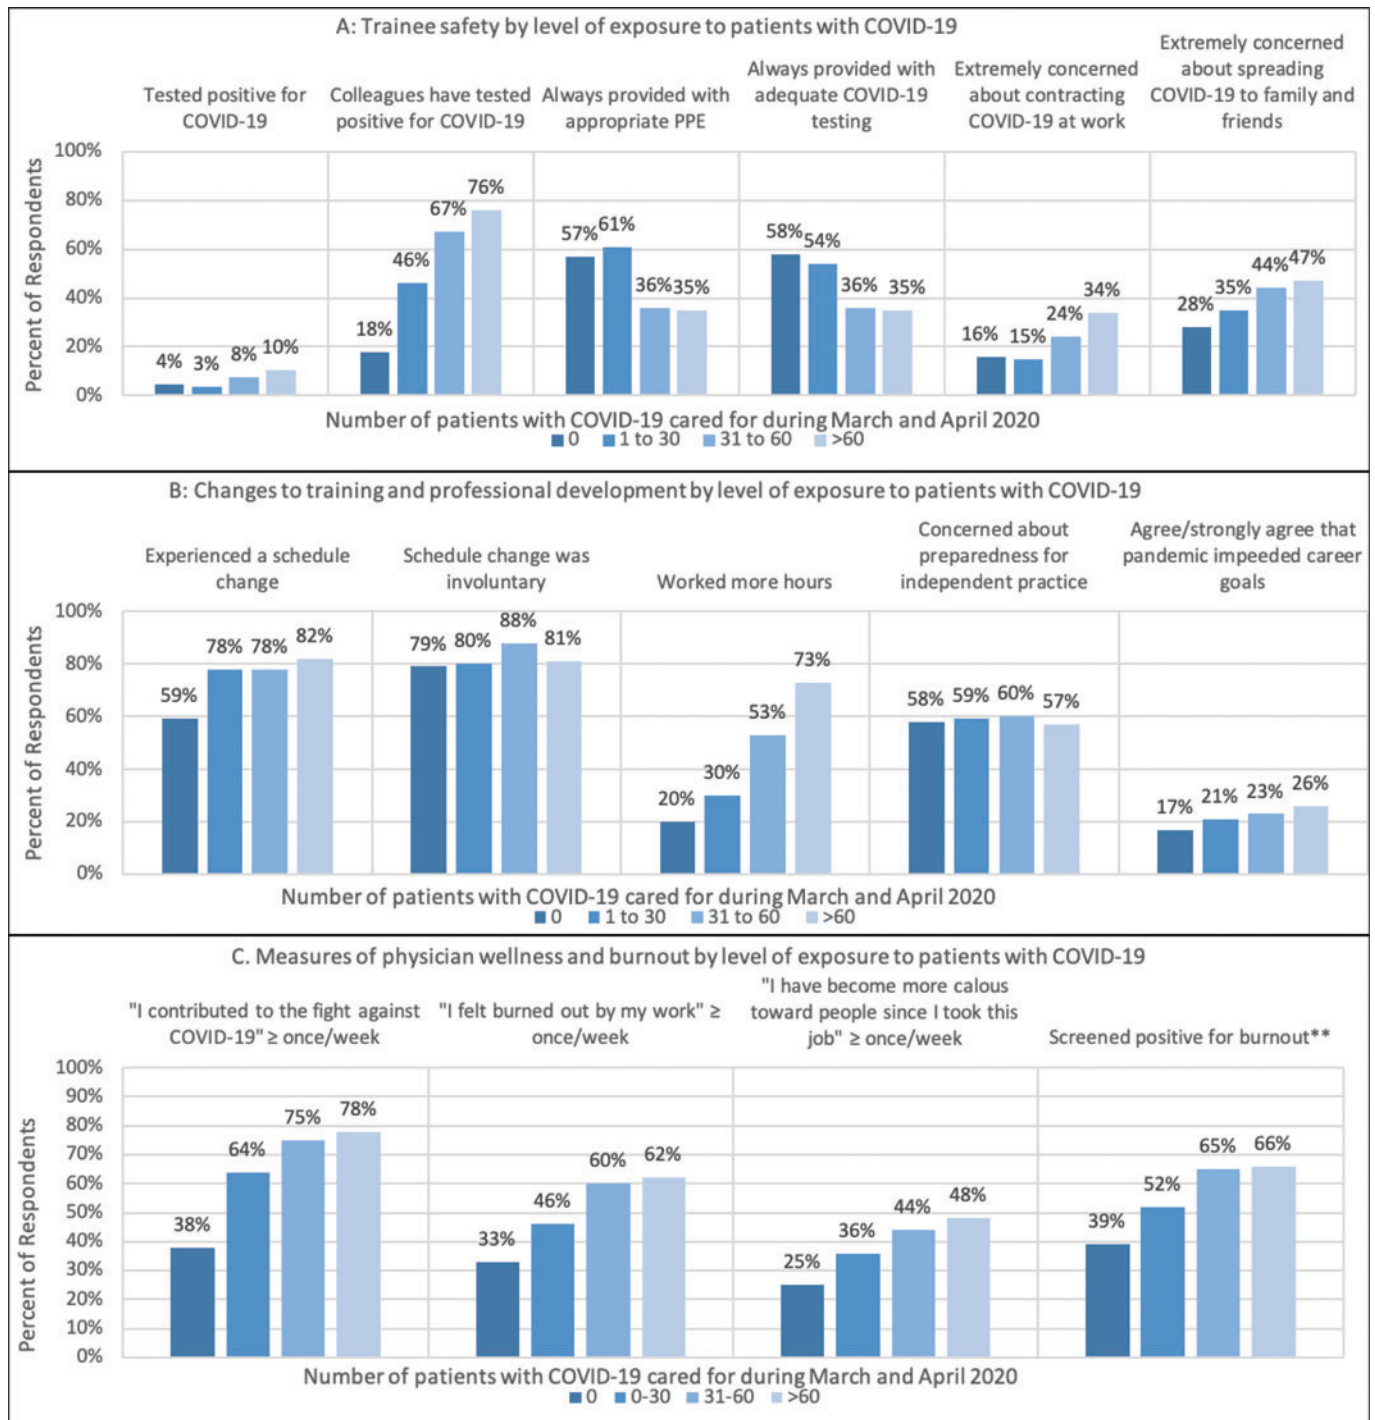 A: Trainee safety by level of exposure to patients with COVID-19
Tested positive for
COVID-19
Colleagues have tested
positive for COVID-19
Always provided with
appropriate PPE
Always provided with
adequate COVID-19
testing
Extremely concerned
about contracting
COVID-19 at work
Extremely concerned
about spreading
COVID-19 to family and
friends
Percent of Respondents
100%
80%
60%
40%
20%
0%
4% 3% 8% 10%
18% 46% 67% 76%
57% 61% 36% 35%
58% 54% 36% 35%
16% 15% 24% 34%
28% 35% 44% 47%
Number of patients with COVID-19 cared for during March and April 2020
0 1 to 30 31 to 60 >60
B: Changes to training and professional development by level of exposure to patients with COVID-19
Experienced a schedule
change
Schedule change was
involuntary
Worked more hours
Concerned about
preparedness for
independent practice
Agree/strongly agree that
pandemic impeeded career
goals
Percent of Respondents
100%
80%
60%
40%
20%
0%
59% 78% 78% 82%
79% 80% 88% 81%
20% 30% 53% 73%
58% 59% 60% 57%
17% 21% 23% 26%
Number of patients with COVID-19 cared for during March and April 2020
0 1 to 30 31 to 60 >60
C. Measures of physician wellness and burnout by level of exposure to patients with COVID-19
"I contributed to the fight against
COVID-19" ≥ once/week
"I felt burned out by my work" ≥
once/week
"I have become more calous
toward people since I took this
job" ≥ once/week
Screened positive for burnout**
Percent of Respondents
100%
90%
80%
70%
60%
50%
40%
30%
20%
10%
0%
38% 64% 75% 78%
33% 46% 60% 62%
25% 36% 44% 48%
39% 52% 65% 66%
Number of patients with COVID-19 cared for during March and April 2020
0 0-30 31-60 >60